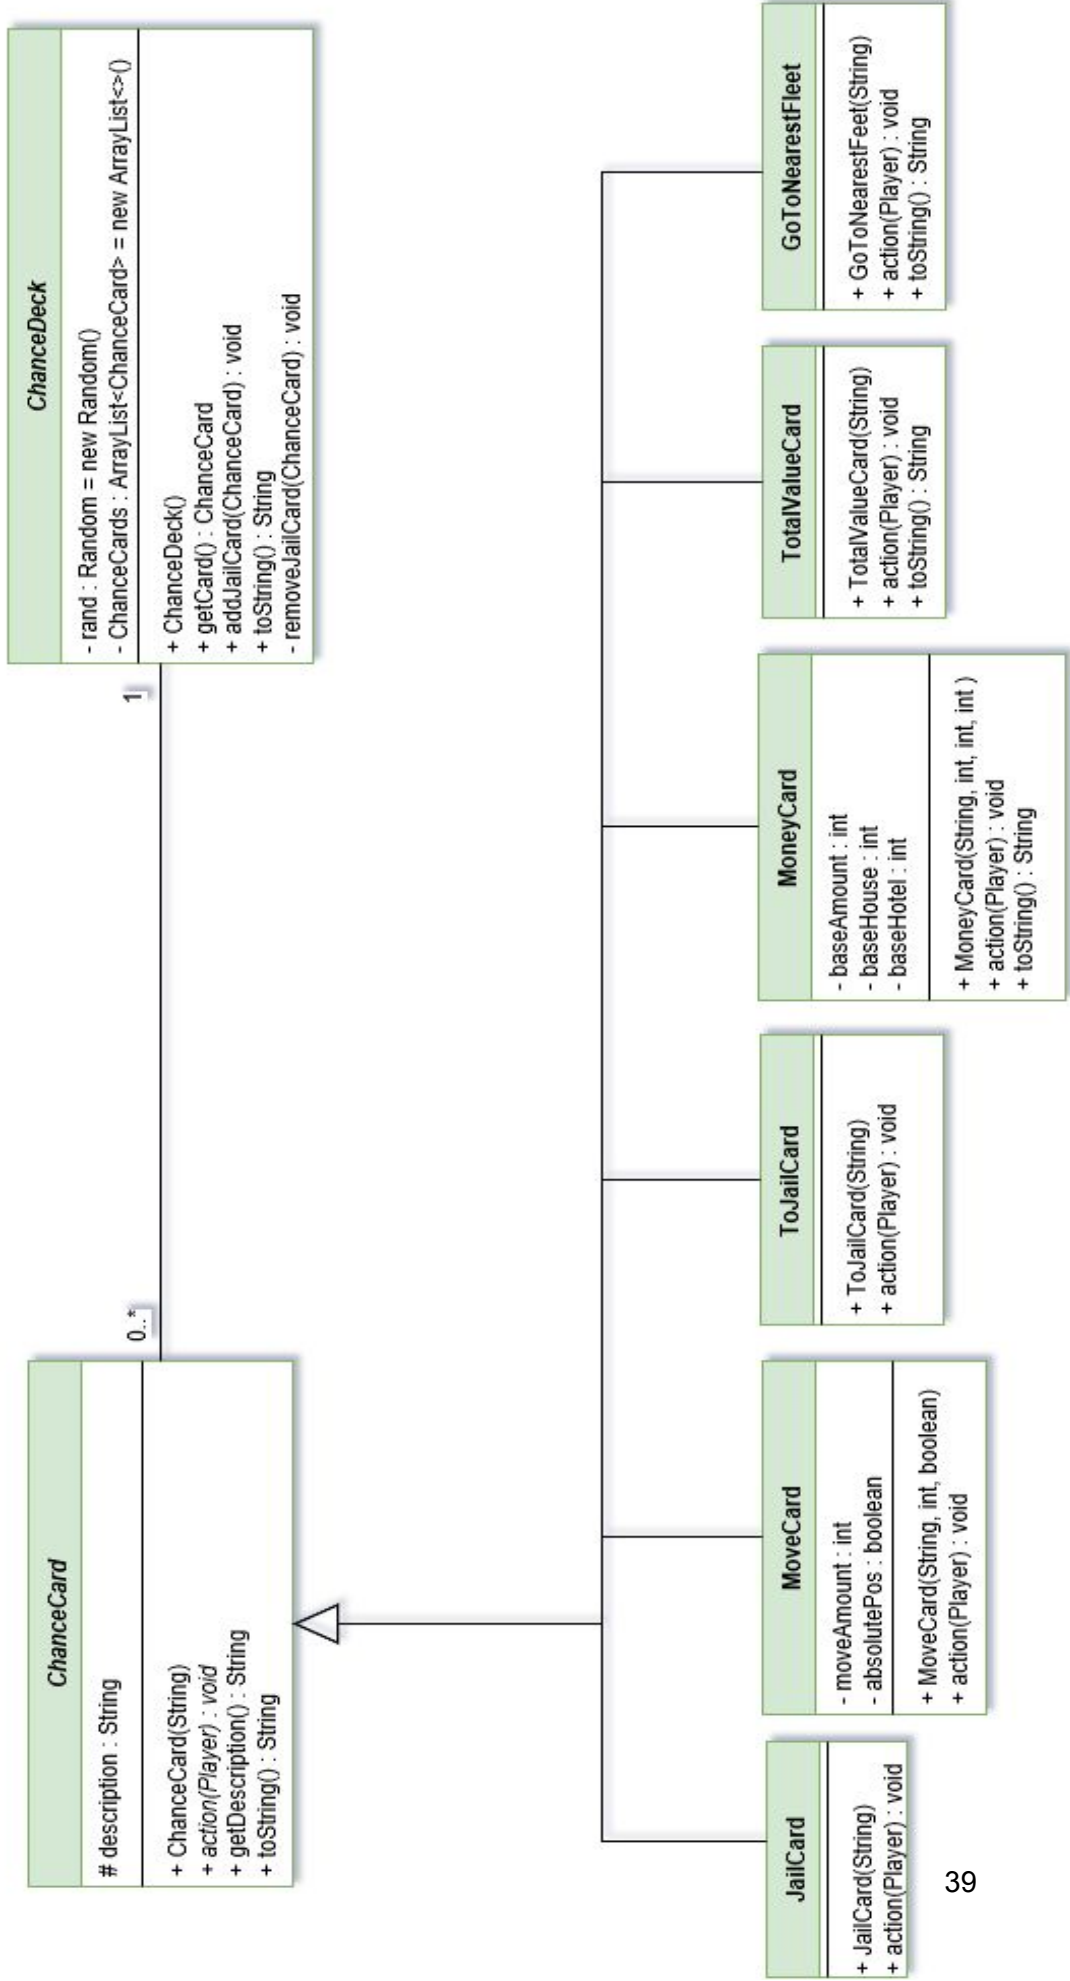 ChanceCard
# description : String
+ ChanceCard(String)
+ action(Player) : void
+ getDescription() : String
+ toString() : String
0..*
1
ChanceDeck
- rand : Random = new Random()
- ChanceCards : ArrayList<ChanceCard> = new ArrayList<>()
+ ChanceDeck()
+ getCard() : ChanceCard
+ addJailCard(ChanceCard) : void
+ toString() : String
- removeJailCard(ChanceCard) : void
JailCard
+ JailCard(String)
+ action(Player) : void
MoveCard
- moveAmount : int
- absolutePos : boolean
+ MoveCard(String, int, boolean)
+ action(Player) : void
ToJailCard
+ ToJailCard(String)
+ action(Player) : void
MoneyCard
- baseAmount : int
- baseHouse : int
- baseHotel : int
+ MoneyCard(String, int, int, int )
+ action(Player) : void
+ toString() : String
TotalValueCard
+ TotalValueCard(String)
+ action(Player) : void
+ toString() : String
GoToNearestFleet
+ GoToNearestFeet(String)
+ action(Player) : void
+ toString() : String
39